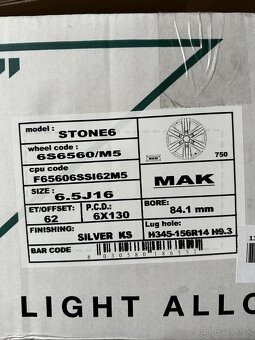 model: STONE6
wheel code: 6S6560/M5
cpu code F65606SSI62M5
750
SIZE: 6.5J16
MAK
ET/OFFSET: 62
P.C.D.: 6X130
BORE: 84.1 mm
FINISHING: SILVER KS
Lug hole: H345-156R14 H9.3
BAR CODE
LIGHT ALLO